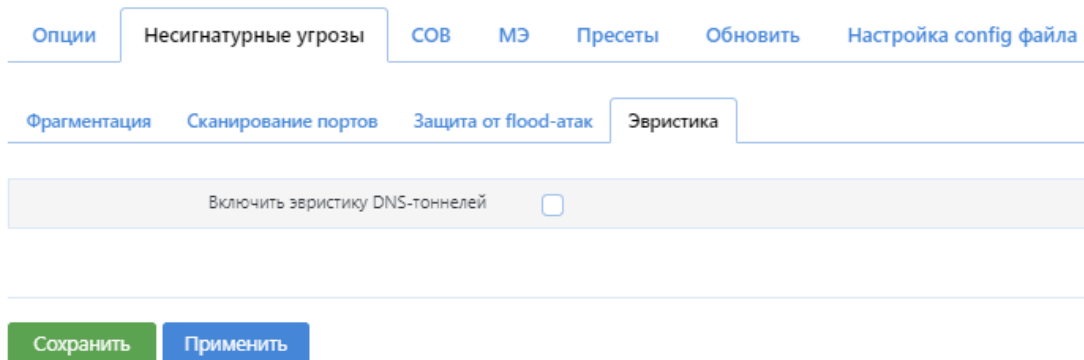 Опции Несигнатурные угрозы СОВ МЭ Пресеты Обновить Настройка config файла
Фрагментация Сканирование портов Защита от flood-атак Эвристика
Включить эвристику DNS-тоннелей
Сохранить Применить